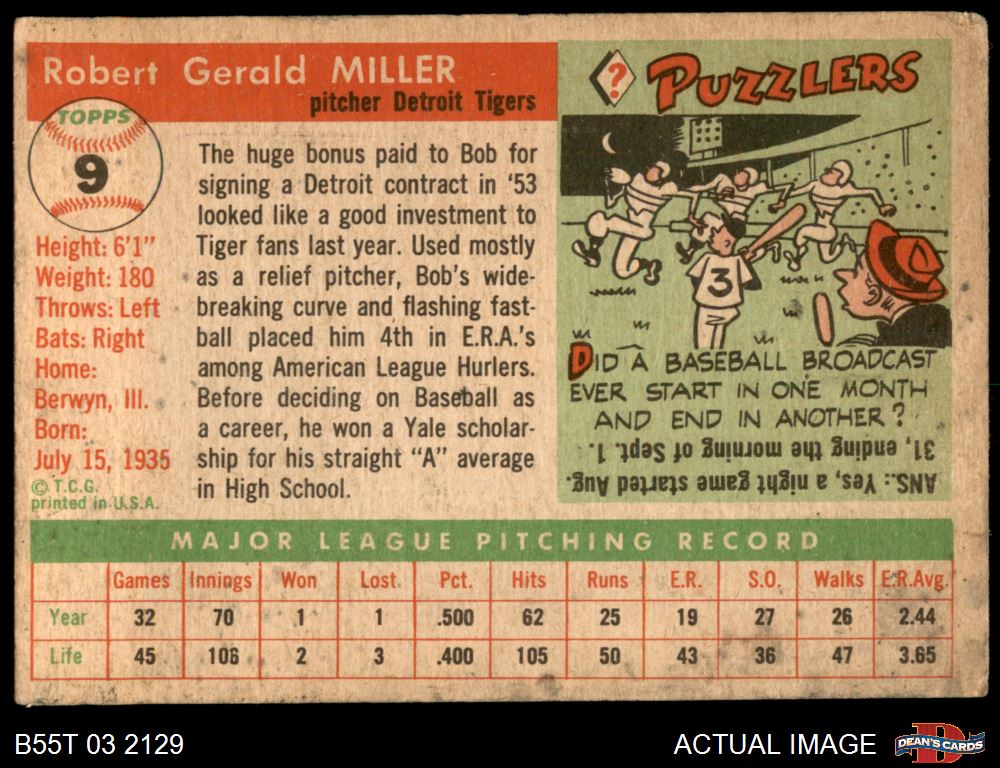 Robert Gerald MILLER
pitcher Detroit Tigers
TOPPS
9
Height: 6'1"
Weight: 180
Throws: Left
Bats: Right
Home:
Berwyn, Ill.
Born:
July 15, 1935
© T.C.G.
printed in U.S.A.
The huge bonus paid to Bob for
signing a Detroit contract in '53
looked like a good investment to
Tiger fans last year. Used mostly
as a relief pitcher, Bob's wide-
breaking curve and flashing fast-
ball placed him 4th in E.R.A.'s
among American League Hurlers.
Before deciding on Baseball as
a career, he won a Yale scholar-
ship for his straight "A" average
in High School.
? PUZZLERS
3
DID A BASEBALL BROADCAST
EVER START IN ONE MONTH
AND END IN ANOTHER?
ANS.: Yes, a night game started Aug.
31, ending the morning of Sept. 1.
MAJOR LEAGUE PITCHING RECORD
Games Innings Won Lost Pct. Hits Runs E.R. S.O. Walks E.R.Avg.
Year 32 70 1 1 .500 62 25 19 27 26 2.44
Life 45 106 2 3 .400 105 50 43 36 47 3.65
B55T 03 2129
ACTUAL IMAGE
D
DEAN'S CARDS